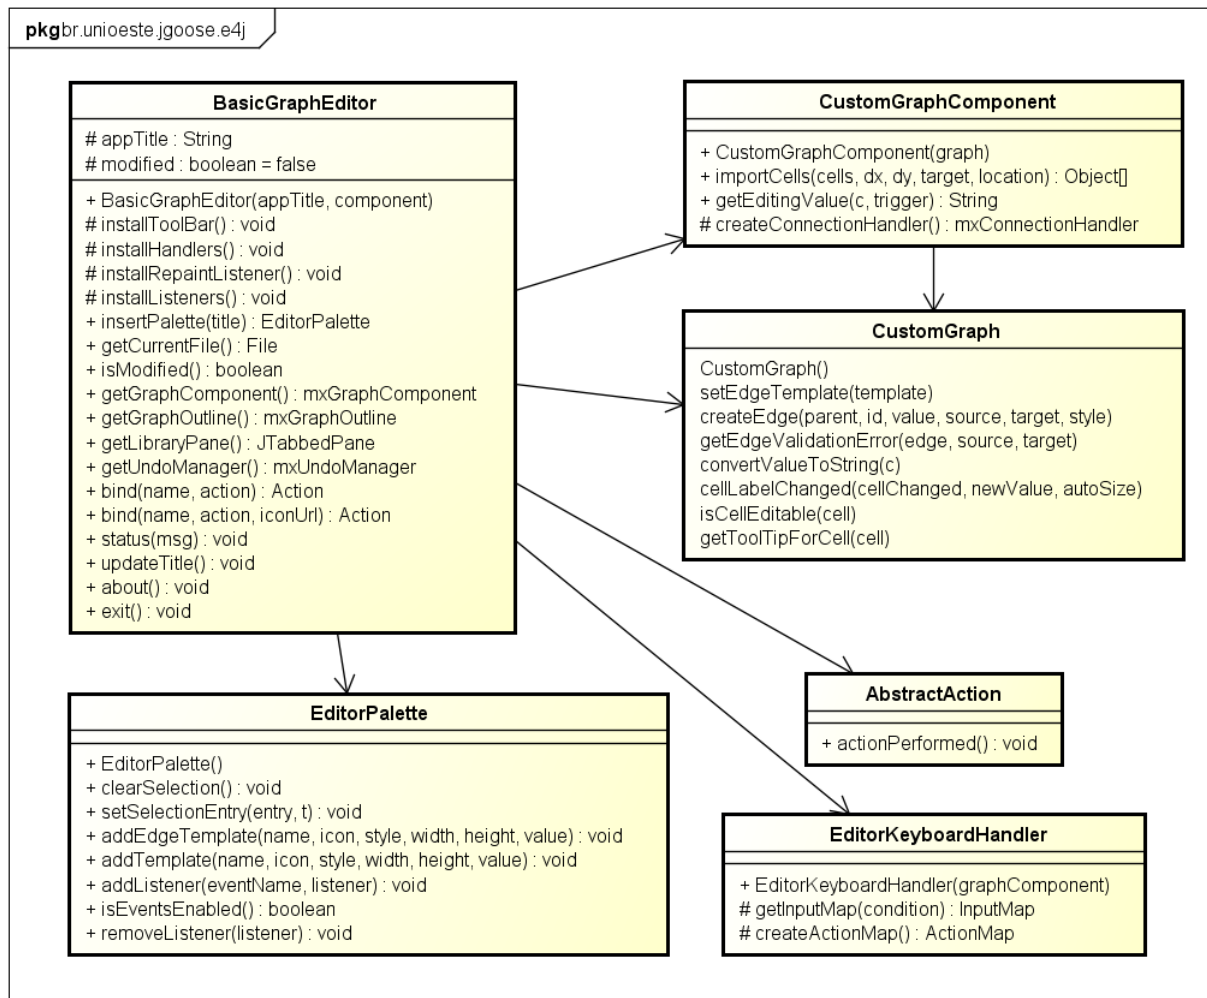 pkg br.unioeste.jgoose.e4j
BasicGraphEditor
# appTitle : String
# modified : boolean = false
+ BasicGraphEditor(appTitle, component)
# installToolBar() : void
# installHandlers() : void
# installRepaintListener() : void
# installListeners() : void
+ insertPalette(title) : EditorPalette
+ getCurrentFile() : File
+ isModified() : boolean
+ getGraphComponent() : mxGraphComponent
+ getGraphOutline() : mxGraphOutline
+ getLibraryPane() : JTabbedPane
+ getUndoManager() : mxUndoManager
+ bind(name, action) : Action
+ bind(name, action, iconUrl) : Action
+ status(msg) : void
+ updateTitle() : void
+ about() : void
+ exit() : void
CustomGraphComponent
+ CustomGraphComponent(graph)
+ importCells(cells, dx, dy, target, location) : Object[]
+ getEditingValue(c, trigger) : String
# createConnectionHandler() : mxConnectionHandler
CustomGraph
CustomGraph()
setEdgeTemplate(template)
createEdge(parent, id, value, source, target, style)
getEdgeValidationError(edge, source, target)
convertValueToString(c)
cellLabelChanged(cellChanged, newValue, autoSize)
isCellEditable(cell)
getToolTipForCell(cell)
EditorPalette
+ EditorPalette()
+ clearSelection() : void
+ setSelectionEntry(entry, t) : void
+ addEdgeTemplate(name, icon, style, width, height, value) : void
+ addTemplate(name, icon, style, width, height, value) : void
+ addListener(eventName, listener) : void
+ isEventsEnabled() : boolean
+ removeListener(listener) : void
AbstractAction
+ actionPerformed() : void
EditorKeyboardHandler
+ EditorKeyboardHandler(graphComponent)
# getInputMap(condition) : InputMap
# createActionMap() : ActionMap